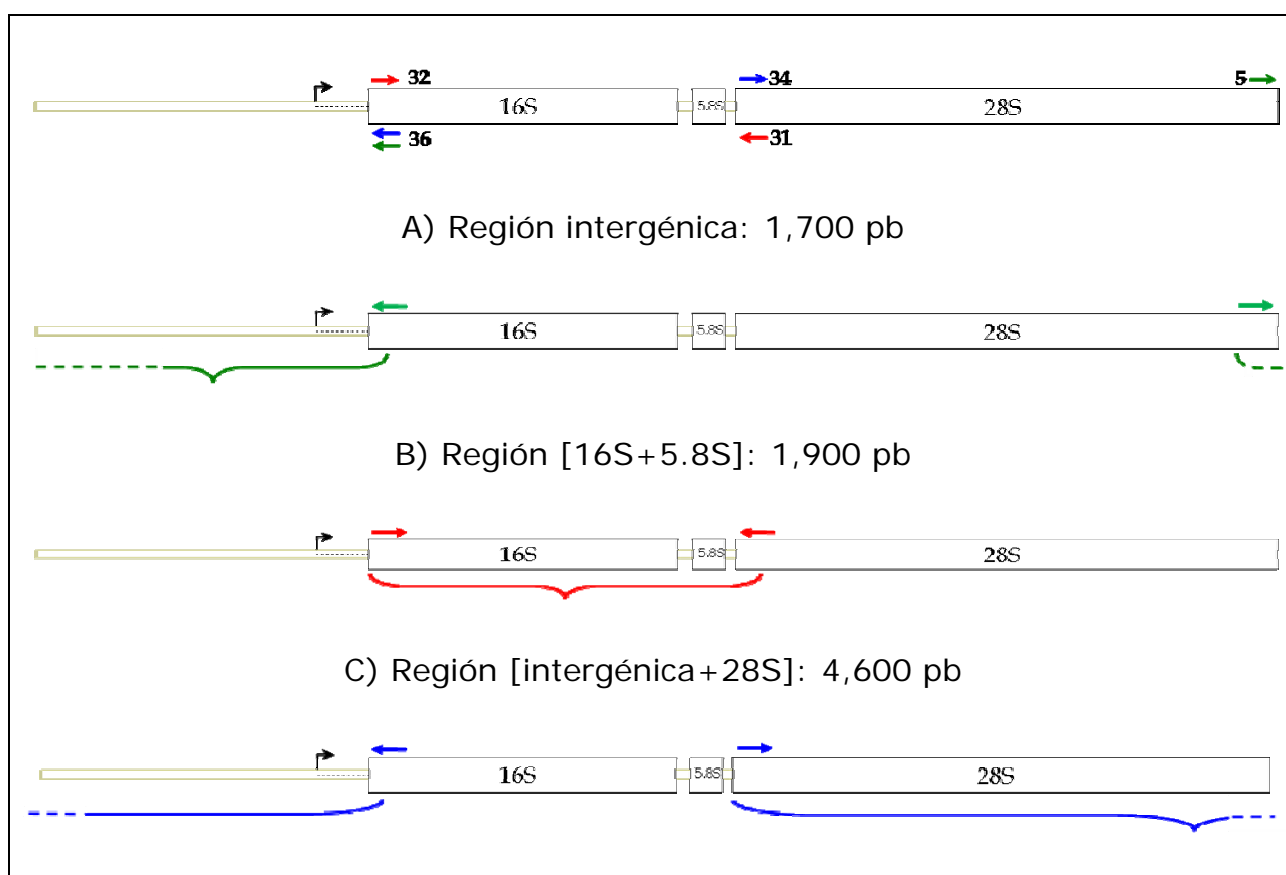 32 34 5
16S 5.8S 28S
36 31
A) Región intergénica: 1,700 pb
16S 5.8S 28S
B) Región [16S+5.8S]: 1,900 pb
16S 5.8S 28S
C) Región [intergénica+28S]: 4,600 pb
16S 5.8S 28S